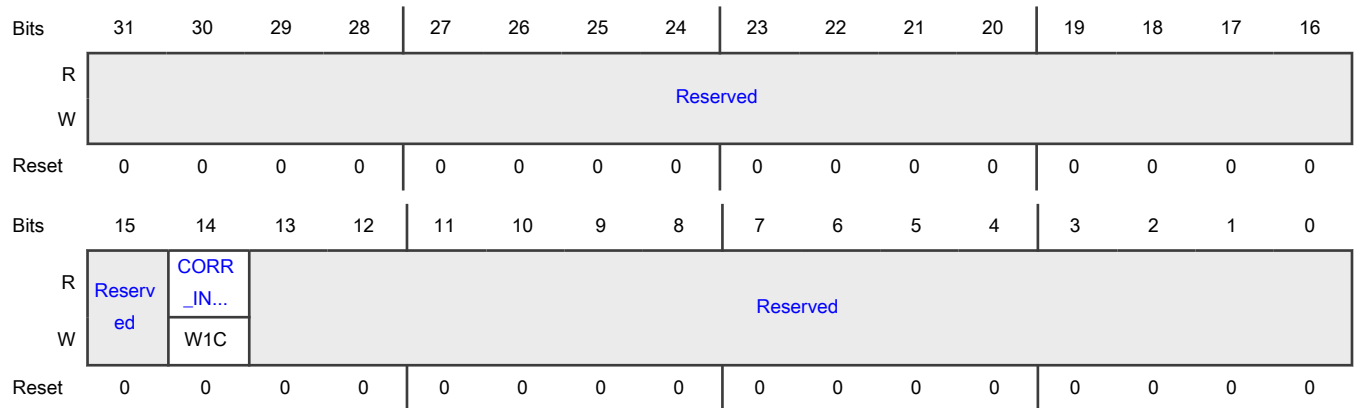 Bits 31 30 29 28 27 26 25 24 23 22 21 20 19 18 17 16
R
Reserved
W
Reset 0 0 0 0 0 0 0 0 0 0 0 0 0 0 0 0
Bits 15 14 13 12 11 10 9 8 7 6 5 4 3 2 1 0
R
Reserv
ed
CORR
_IN...
Reserved
W
W1C
Reset 0 0 0 0 0 0 0 0 0 0 0 0 0 0 0 0